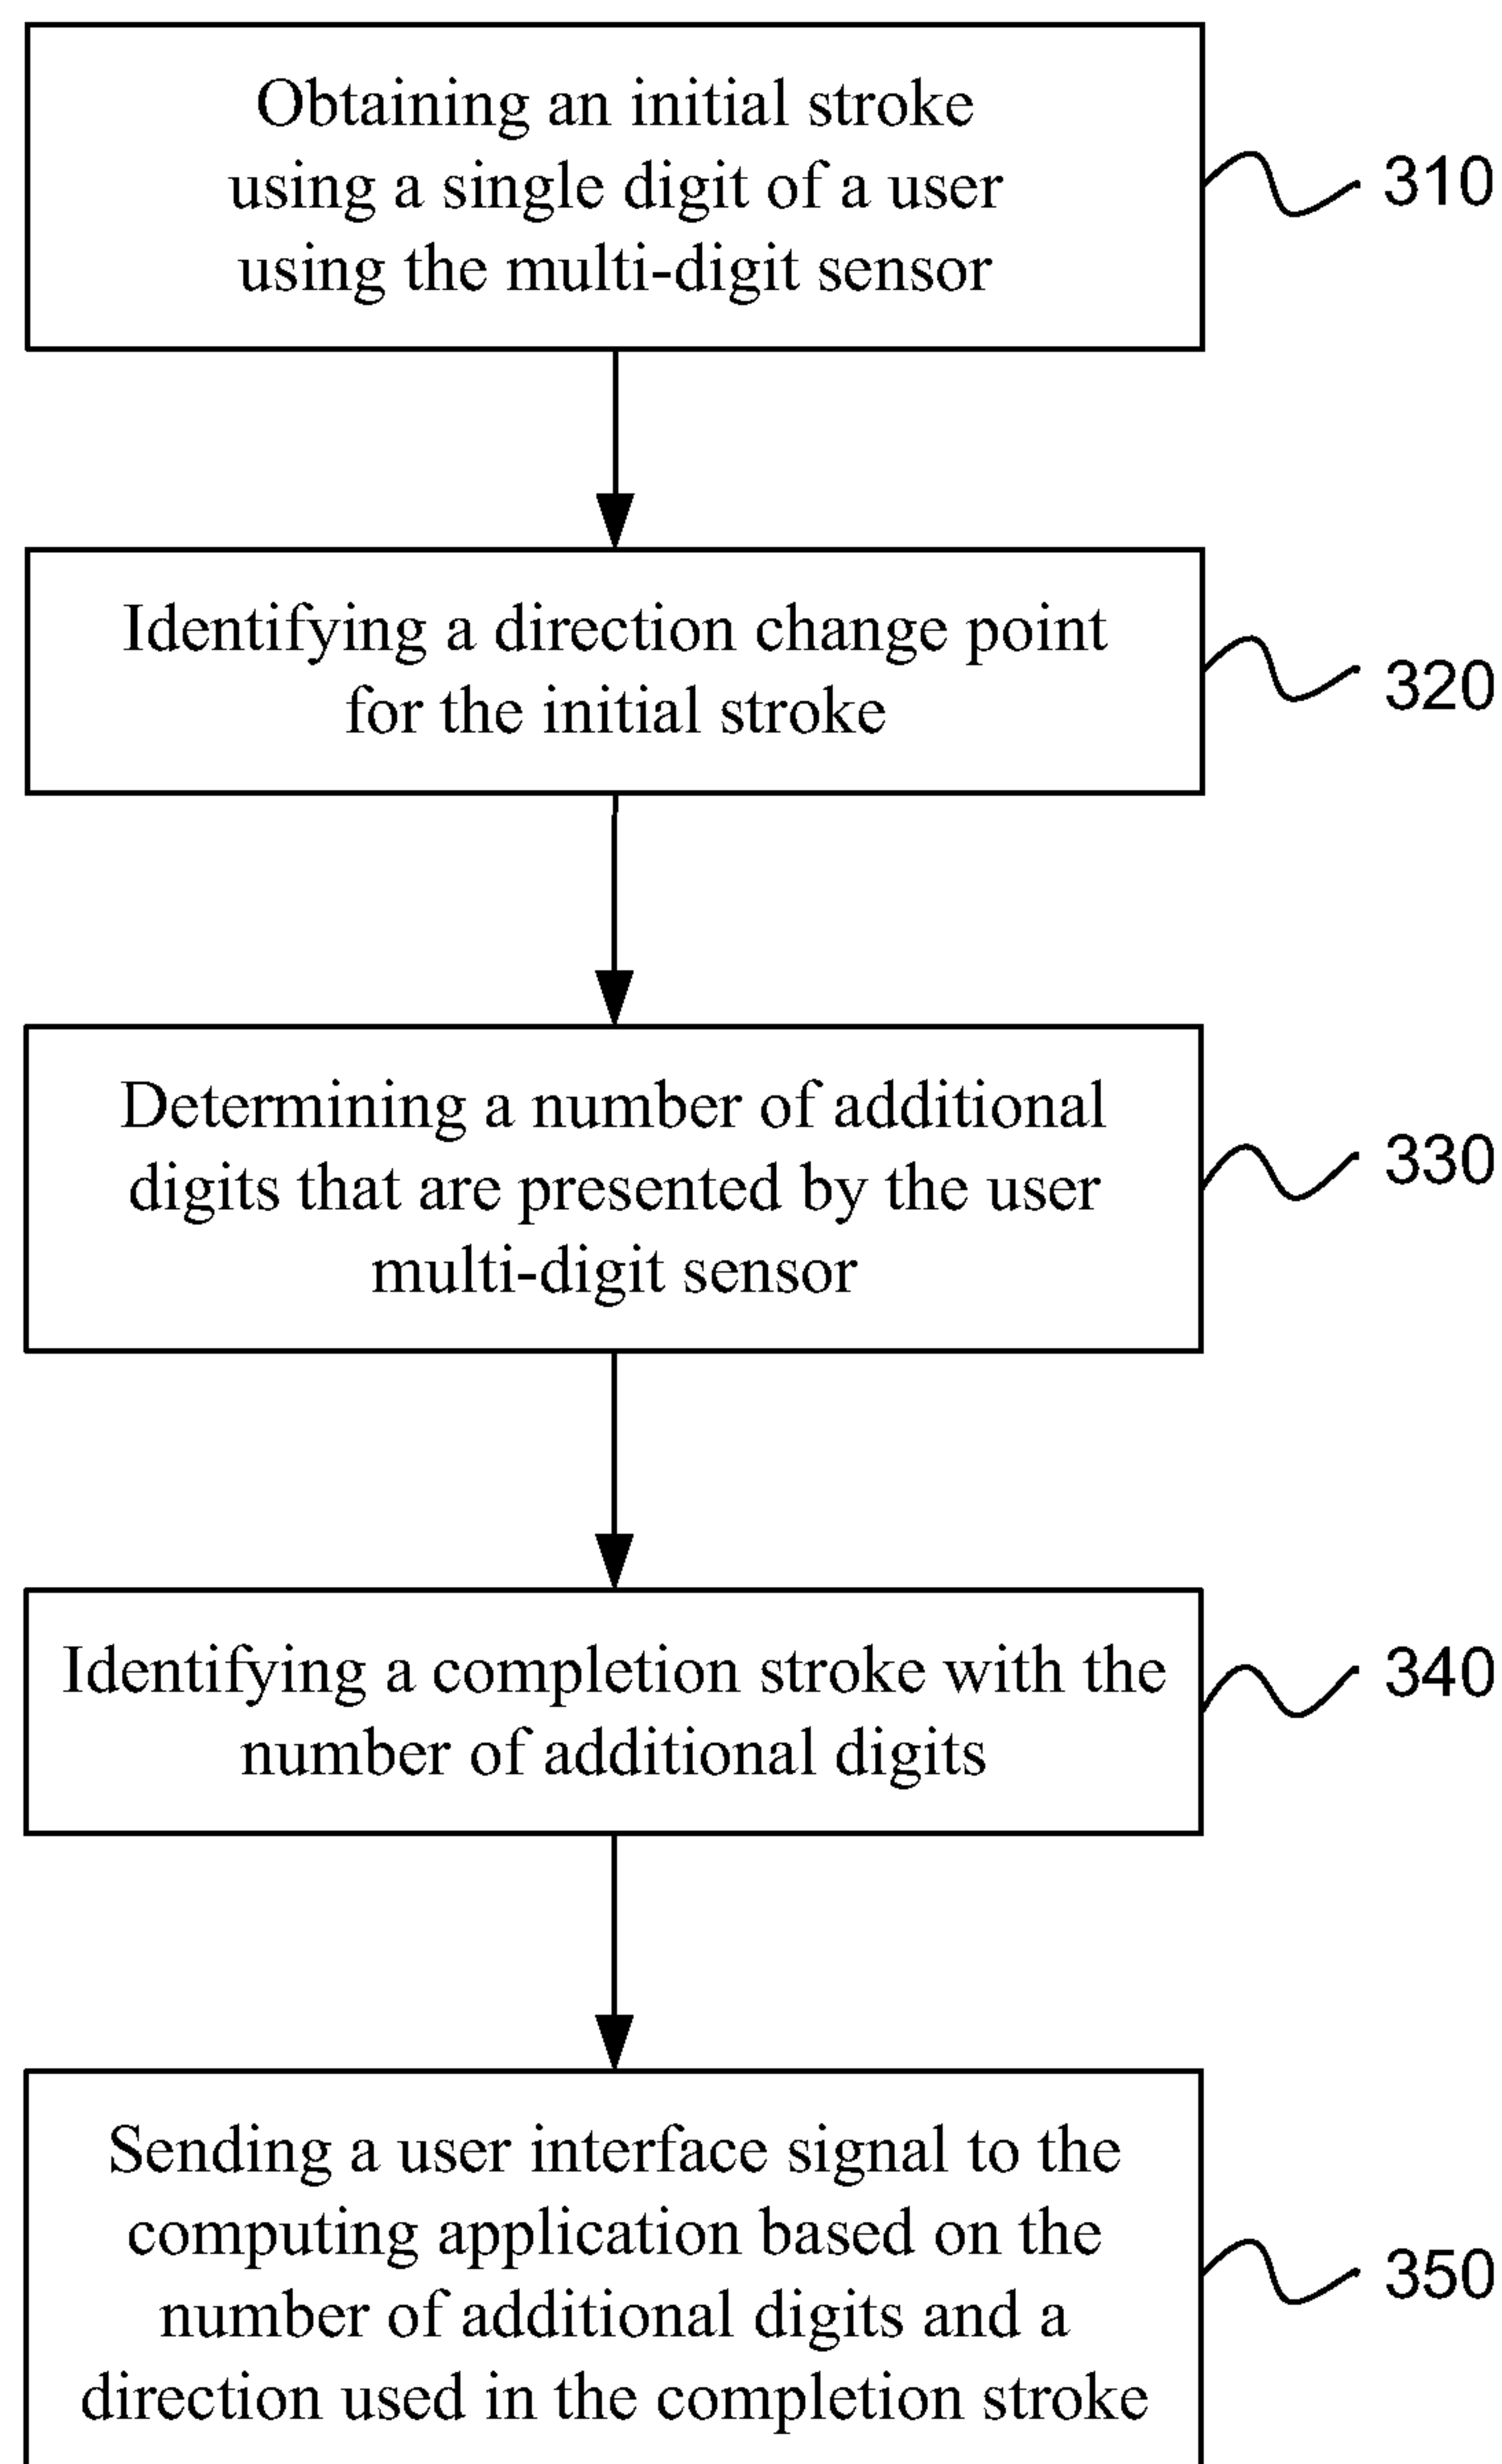 Obtaining an initial stroke
using a single digit of a user
using the multi-digit sensor
310
Identifying a direction change point
for the initial stroke
320
Determining a number of additional
digits that are presented by the user
multi-digit sensor
330
Identifying a completion stroke with the
number of additional digits
340
Sending a user interface signal to the
computing application based on the
number of additional digits and a
direction used in the completion stroke
350